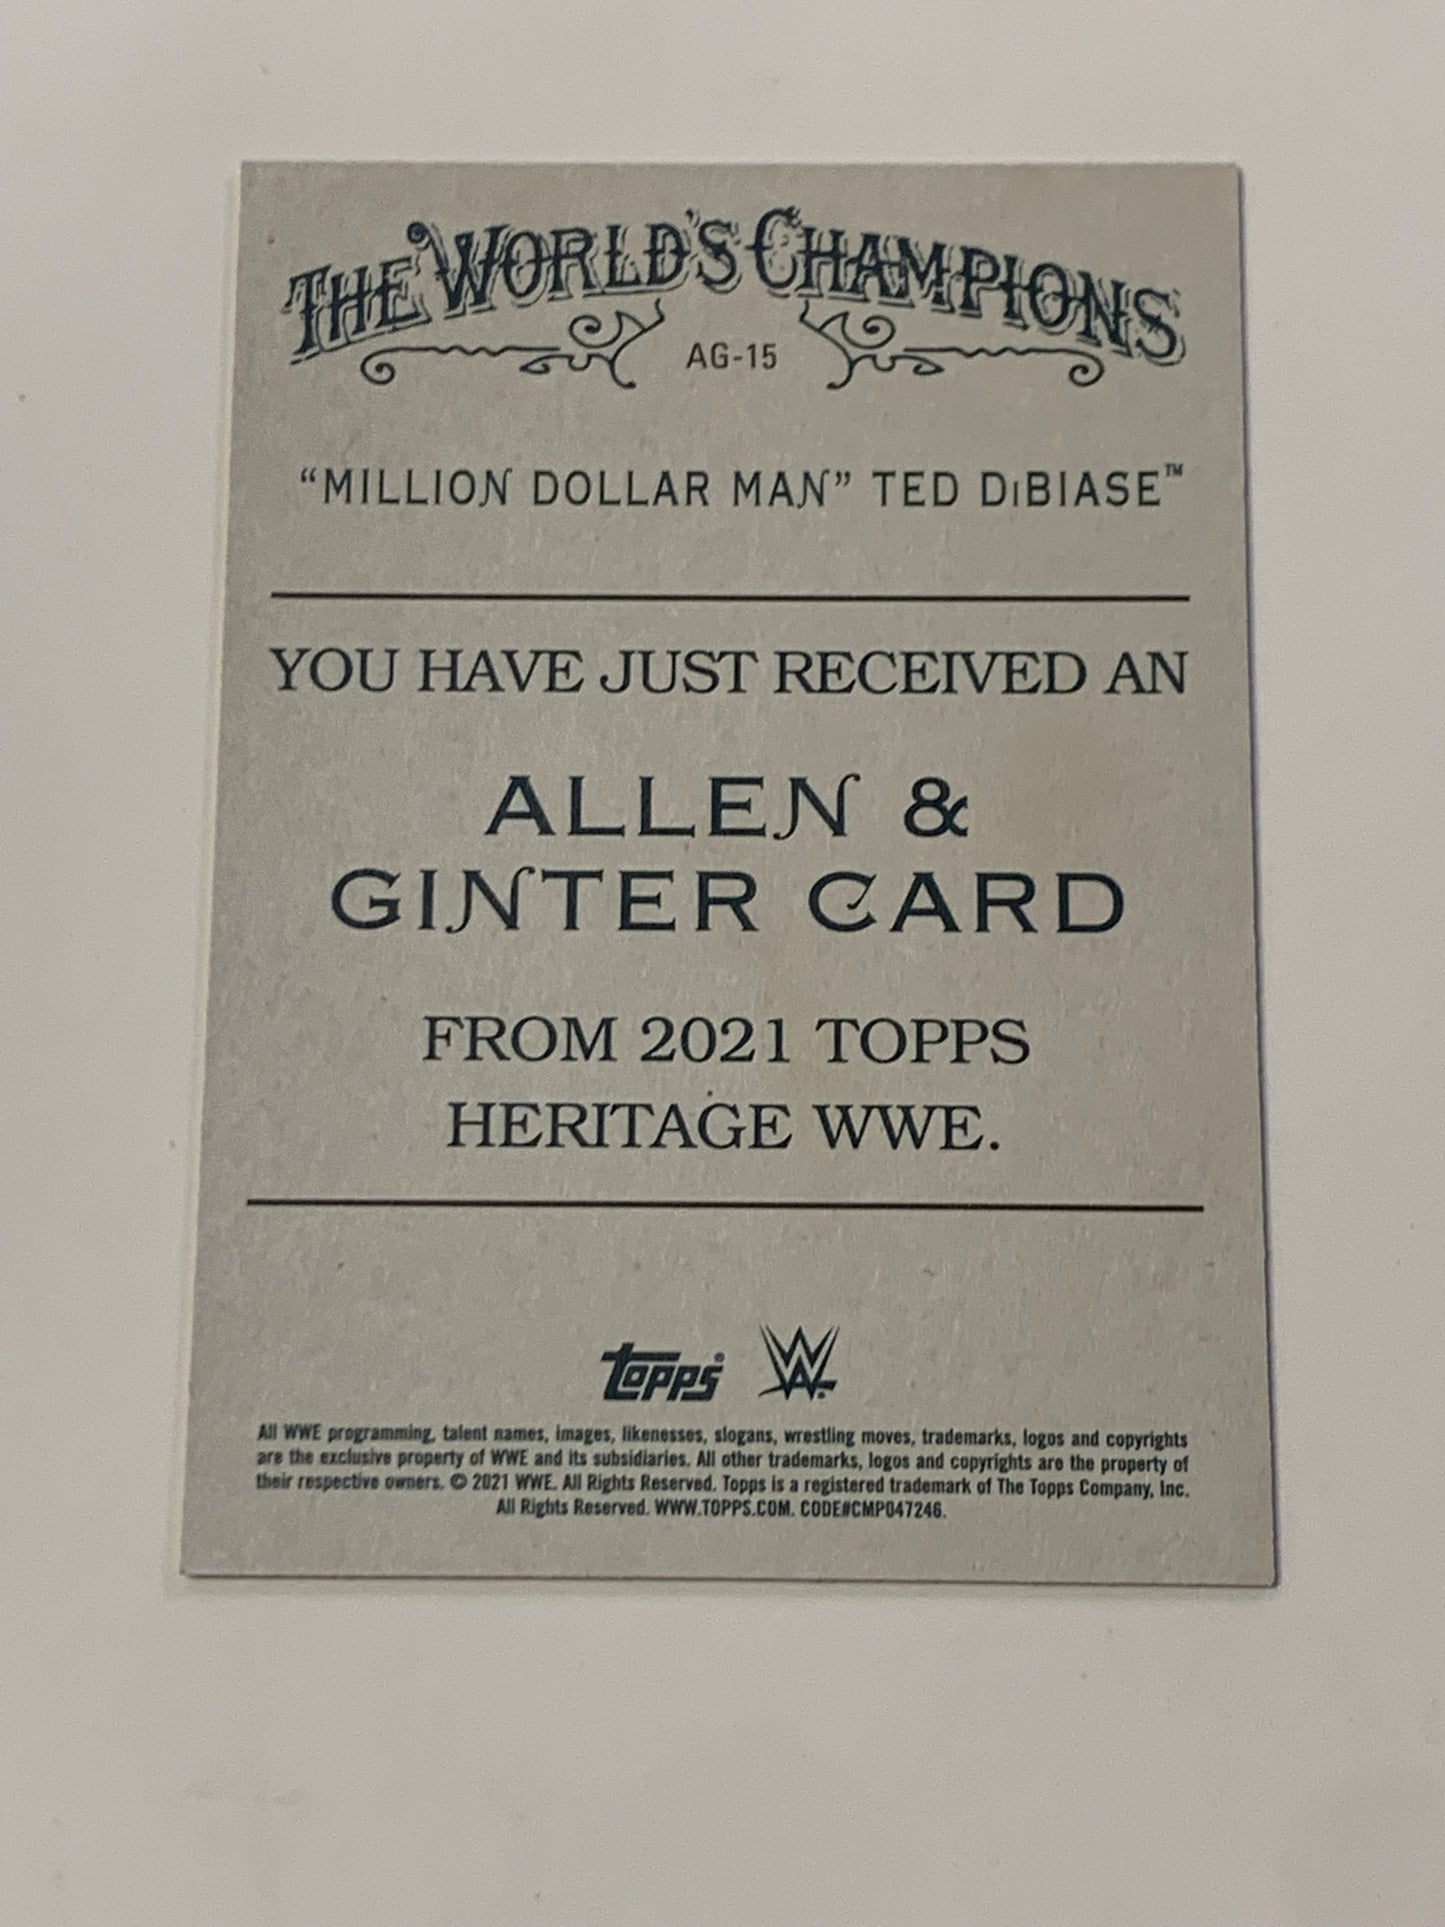 THE WORLD'S CHAMPIONS
AG-15
“MILLION DOLLAR MAN” TED DiBIASE™
YOU HAVE JUST RECEIVED AN
ALLEN &
GINTER CARD
FROM 2021 TOPPS
HERITAGE WWE.
topps® W®
All WWE programming, talent names, images, likenesses, slogans, wrestling moves, trademarks, logos and copyrights
are the exclusive property of WWE and its subsidiaries. All other trademarks, logos and copyrights are the property of
their respective owners. © 2021 WWE. All Rights Reserved. Topps is a registered trademark of The Topps Company, Inc.
All Rights Reserved. WWW.TOPPS.COM. CODE#CMP047246.